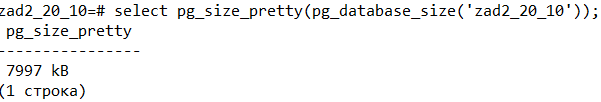 zad2_20_10=# select pg_size_pretty(pg_database_size('zad2_20_10'));
pg_size_pretty
----------------
7997 kB
(1 строка)